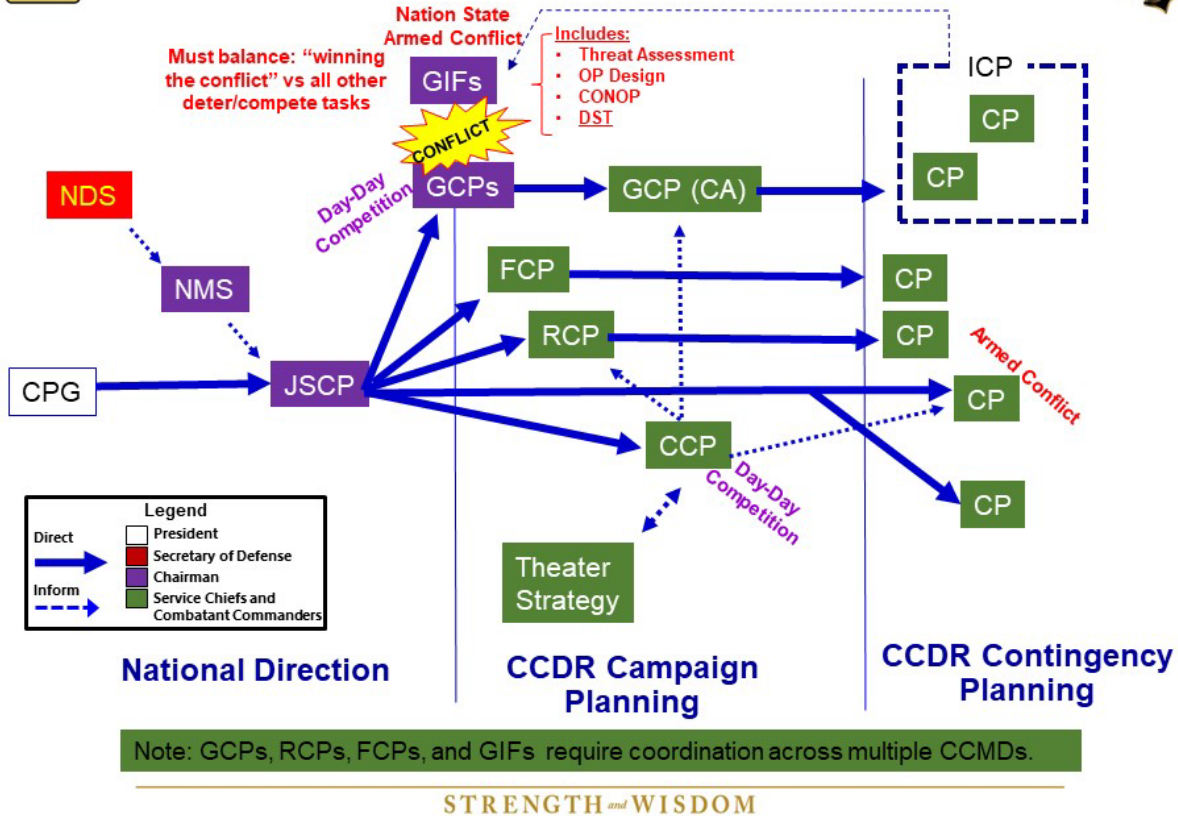 Nation State
Armed Conflict
Must balance: “winning
the conflict” vs all other
deter/compete tasks
GIFs
Includes:
• Threat Assessment
• OP Design
• CONOP
• DST
ICP
CP
CP
CONFLICT
Day-Day
Competition
GCPs
GCP (CA)
NDS
NMS
FCP
CP
RCP
CP
CPG
JSCP
CP
Armed Conflict
CCP
Day-Day
Competition
CP
Theater
Strategy
Legend
Direct
Inform
President
Secretary of Defense
Chairman
Service Chiefs and
Combatant Commanders
National Direction
CCDR Campaign
Planning
CCDR Contingency
Planning
Note: GCPs, RCPs, FCPs, and GIFs require coordination across multiple CCMDs.
STRENGTH and WISDOM